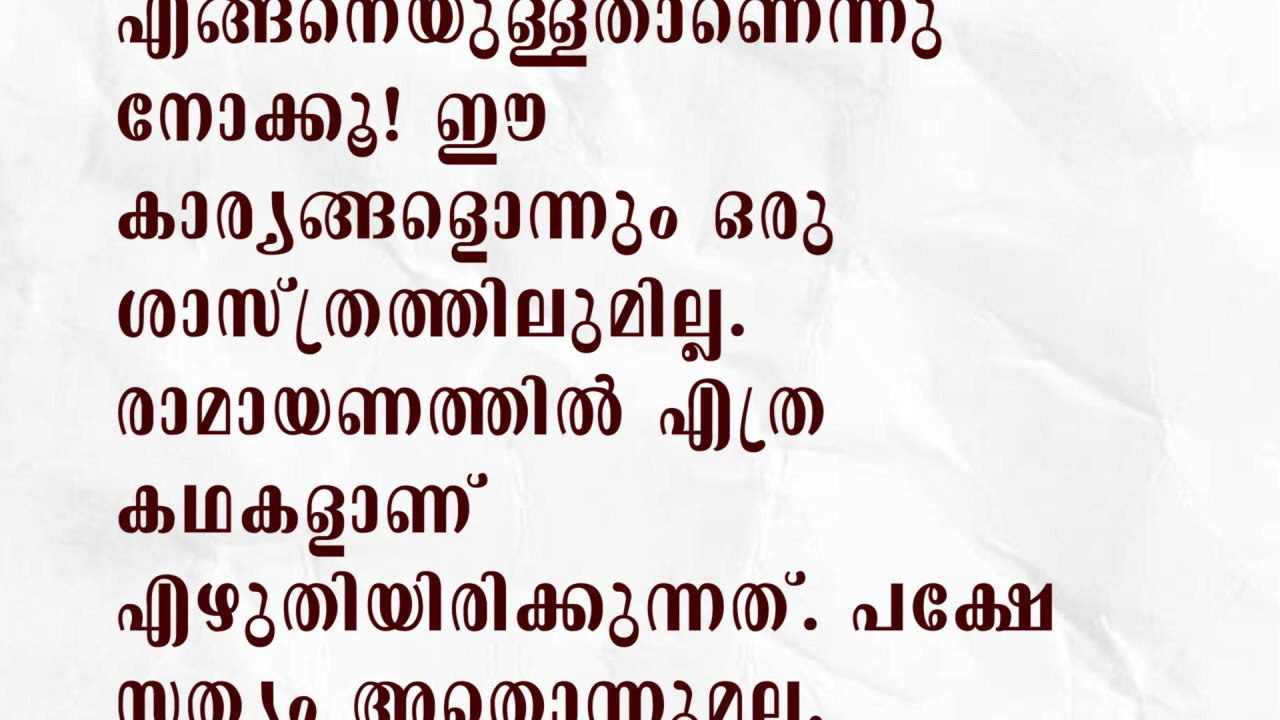 എങ്ങനെയുള്ളതാണെന്നു
നോക്കൂ! ഈ
കാര്യങ്ങളൊന്നും ഒരു
ശാസ്ത്രത്തിലുമില്ല.
രാമായണത്തിൽ എത്ര
കഥകളാണ്
എഴുതിയിരിക്കുന്നത്. പക്ഷേ
സത്യം അതൊന്നുമല്ല.